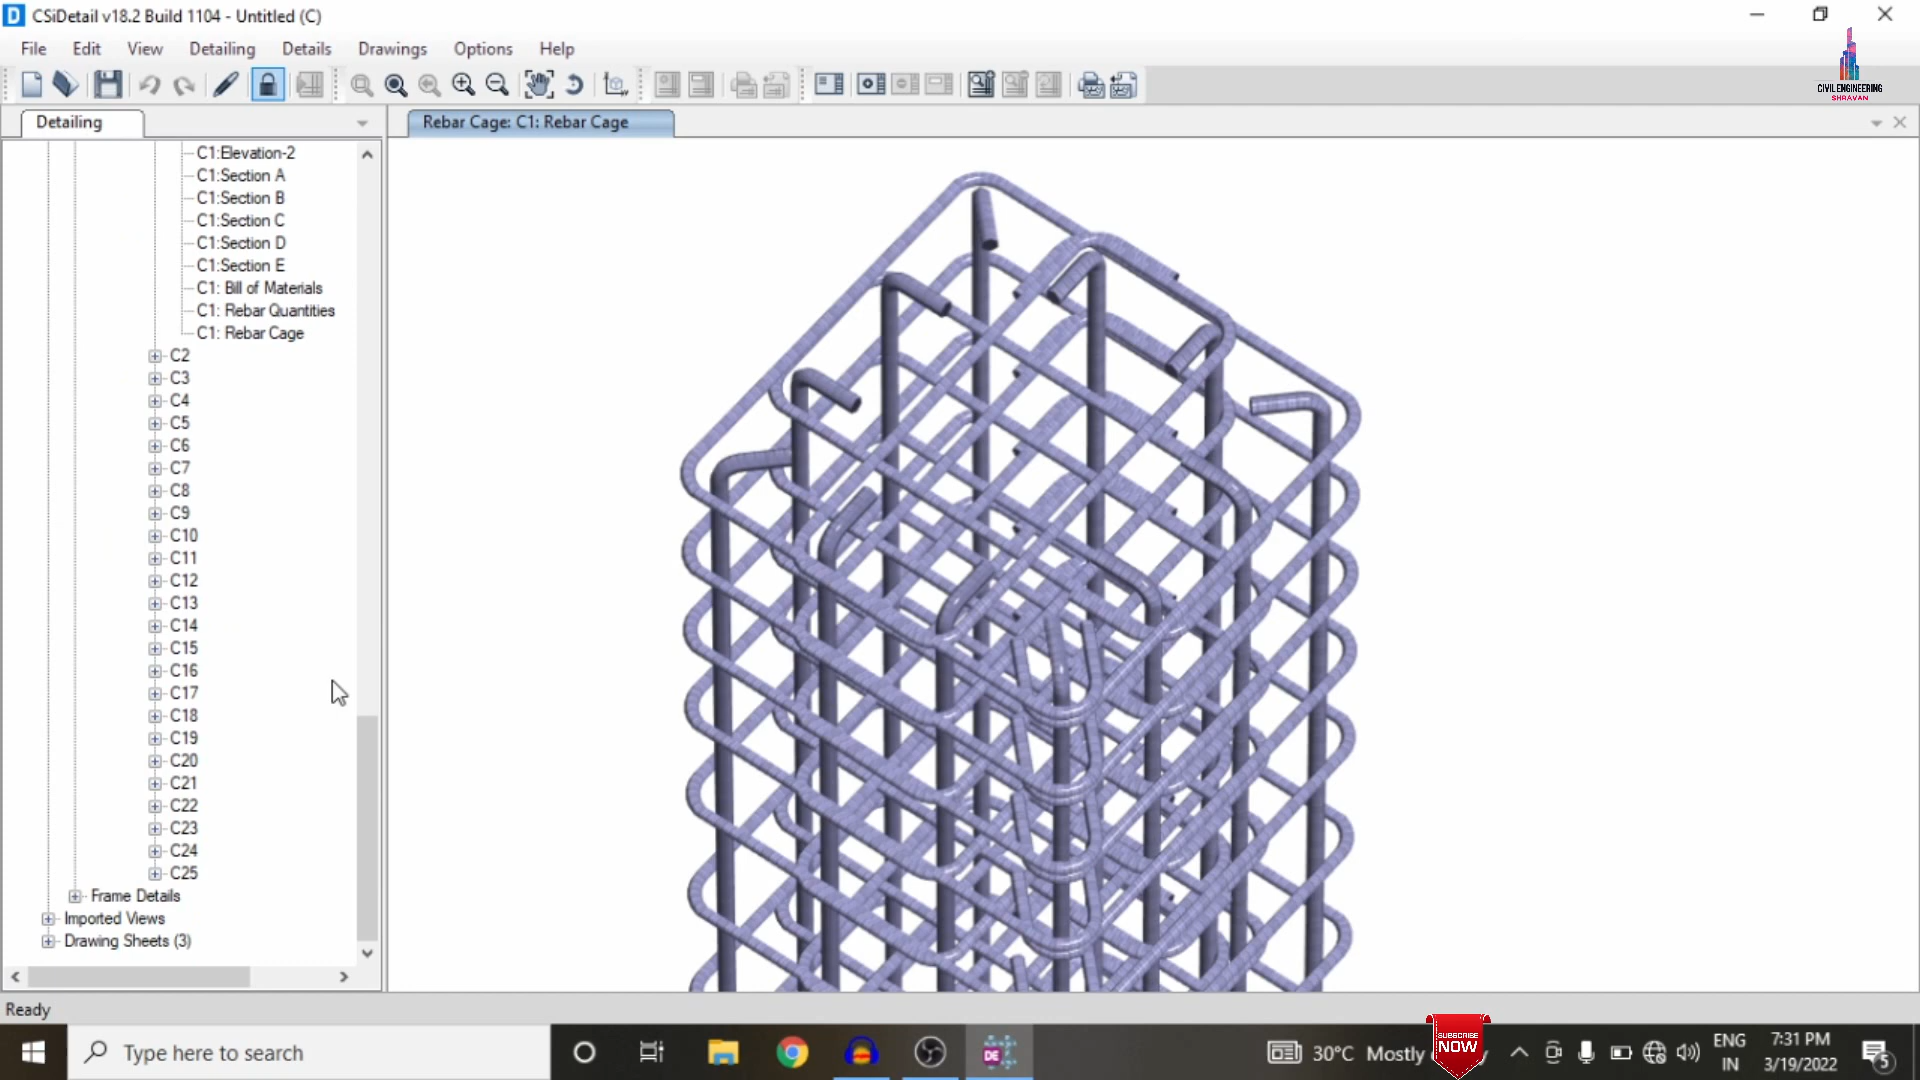 CSiDetail v18.2 Build 1104 - Untitled (C)
File Edit View Detailing Details Drawings Options Help
CIVILENGINEERING
SHRAVAN
Detailing
Rebar Cage: C1: Rebar Cage
C1:Elevation-2
C1:Section A
C1:Section B
C1:Section C
C1:Section D
C1:Section E
C1: Bill of Materials
C1: Rebar Quantities
C1: Rebar Cage
C2
C3
C4
C5
C6
C7
C8
C9
C10
C11
C12
C13
C14
C15
C16
C17
C18
C19
C20
C21
C22
C23
C24
C25
Frame Details
Imported Views
Drawing Sheets (3)
Ready
Type here to search
DE
30°C Mostly
SUBSCRIBE
NOW
ENG
IN
7:31 PM
3/19/2022
5